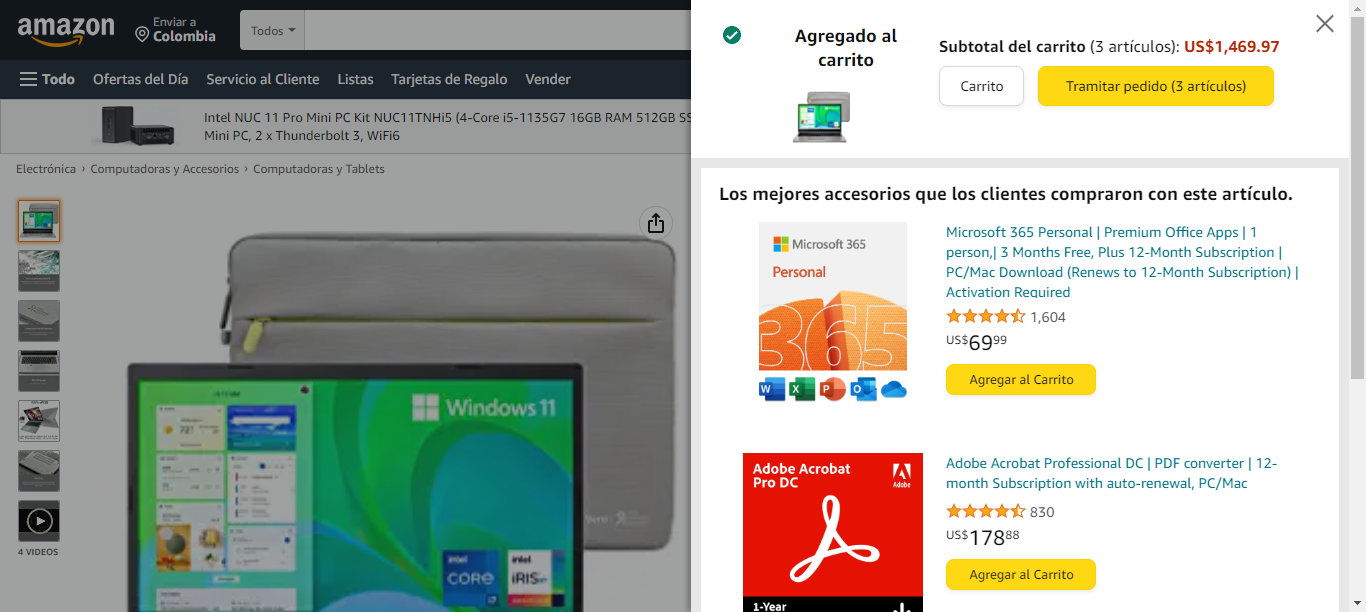 amazon
Enviar a
Colombia
Todos
Todo
Ofertas del Día
Servicio al Cliente
Listas
Tarjetas de Regalo
Vender
Intel NUC 11 Pro Mini PC Kit NUC11TNHi5 (4-Core i5-1135G7 16GB RAM 512GB SS
Mini PC, 2 x Thunderbolt 3, WiFi6
Electrónica › Computadoras y Accesorios › Computadoras y Tablets
4 VIDEOS
Windows 11
intel
CORE
i7
intel
iRIS xe
Agregado al
carrito
Subtotal del carrito (3 artículos): US$1,469.97
Carrito
Tramitar pedido (3 artículos)
Los mejores accesorios que los clientes compraron con este artículo.
Microsoft 365
Personal
365
W X P O
Microsoft 365 Personal | Premium Office Apps | 1
person,| 3 Months Free, Plus 12-Month Subscription |
PC/Mac Download (Renews to 12-Month Subscription) |
Activation Required
1,604
US$69.99
Agregar al Carrito
Adobe Acrobat
Pro DC
Adobe
1-Year
Adobe Acrobat Professional DC | PDF converter | 12-
month Subscription with auto-renewal, PC/Mac
830
US$178.88
Agregar al Carrito